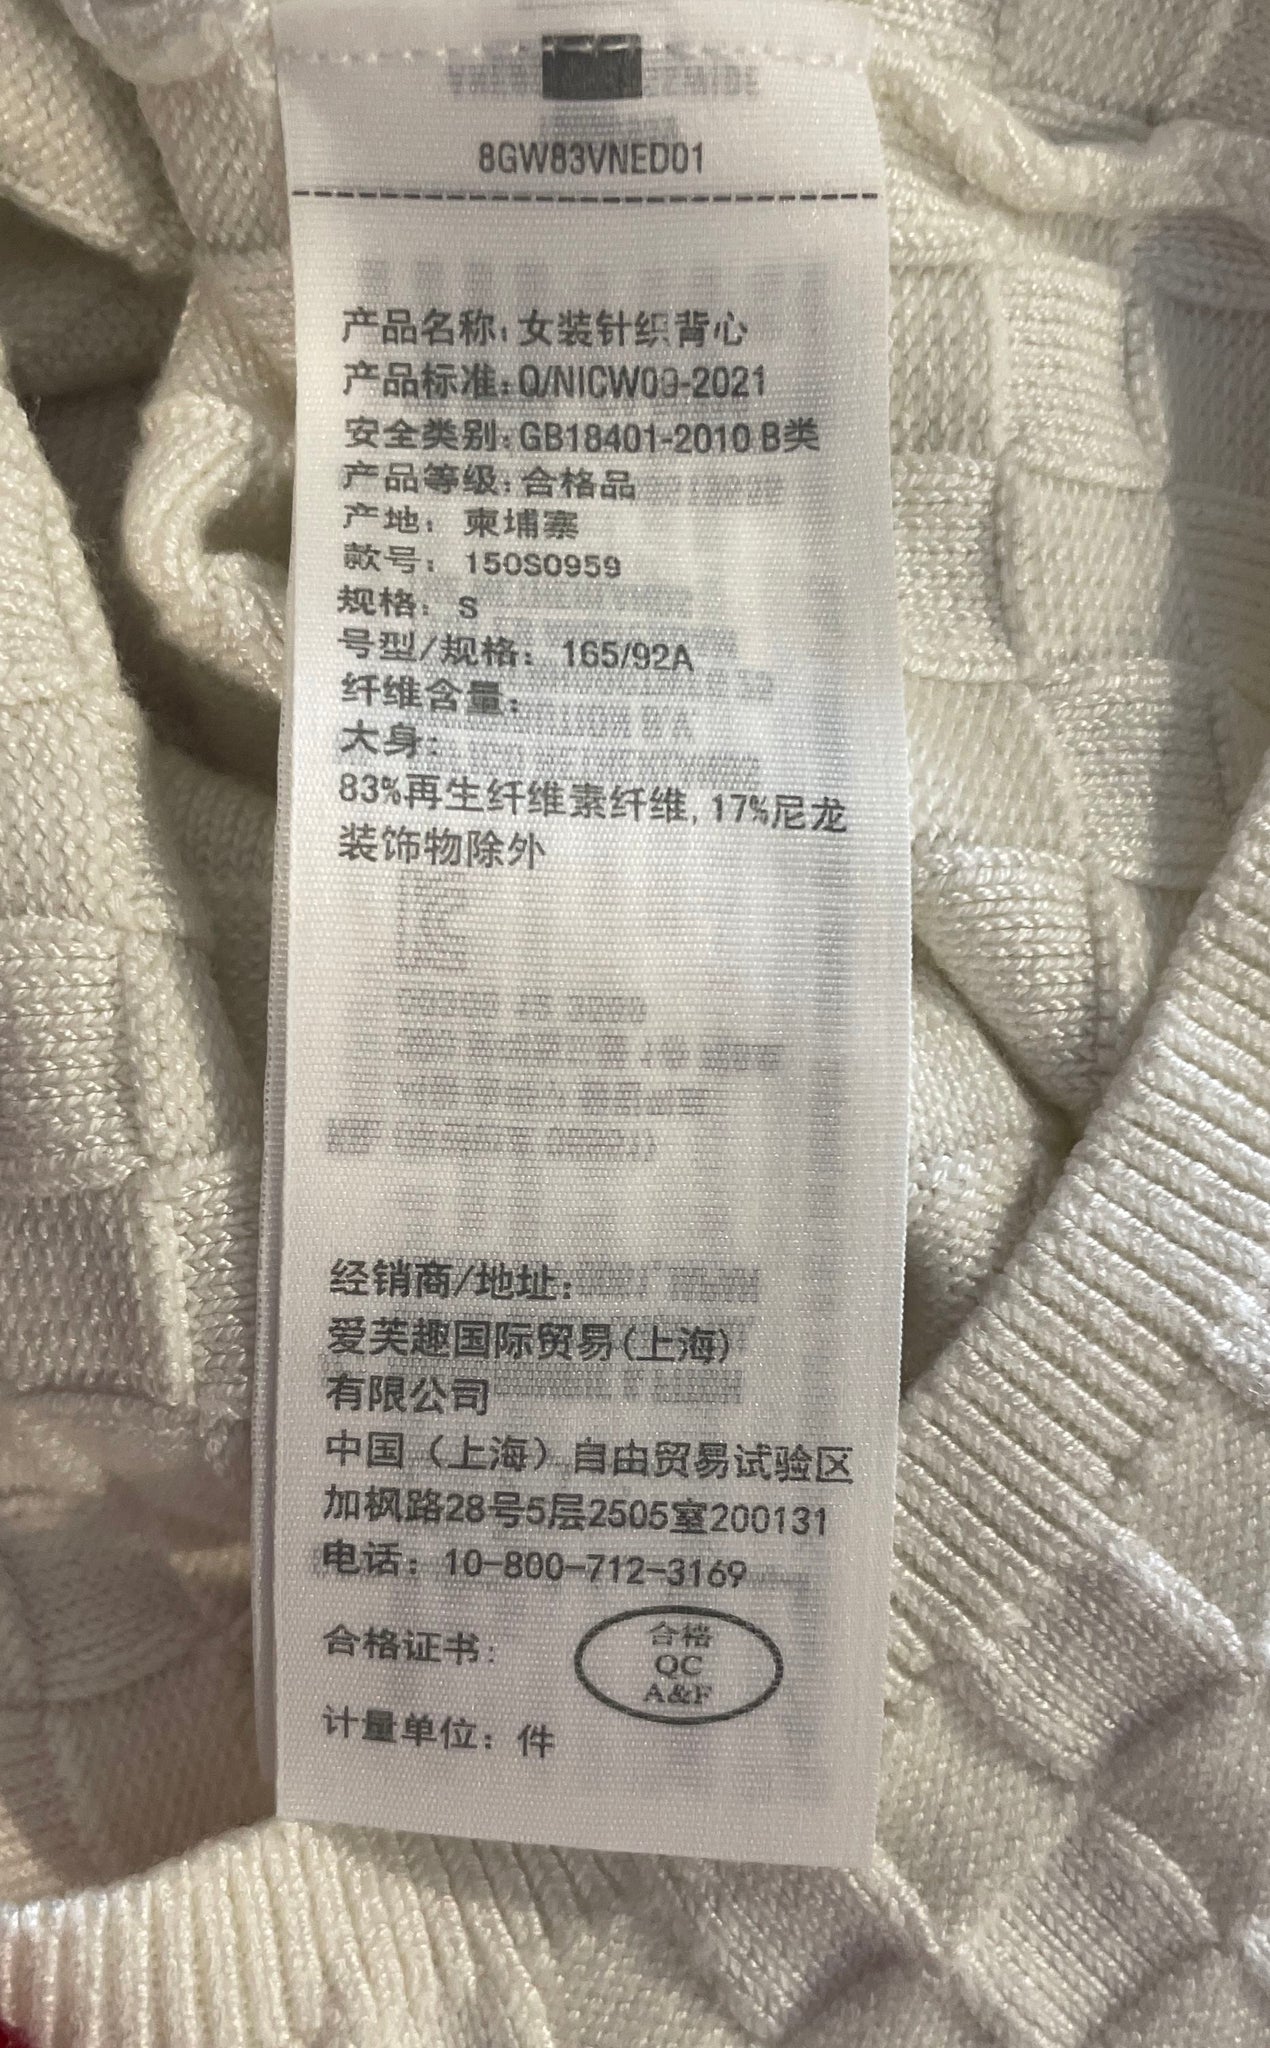 8GW83VNED01
产品名称: 女装针织背心
产品标准: Q/NICW09-2021
安全类别: GB18401-2010 B类
产品等级: 合格品
产地: 柬埔寨
款号: 150S0959
规格: S
号型/规格: 165/92A
纤维含量:
大身:
83%再生纤维素纤维, 17%尼龙
装饰物除外
经销商/地址:
爱芙趣国际贸易(上海)
有限公司
中国（上海）自由贸易试验区
加枫路28号5层2505室200131
电话: 10-800-712-3169
合格证书:
合格
QC
A&F
计量单位: 件